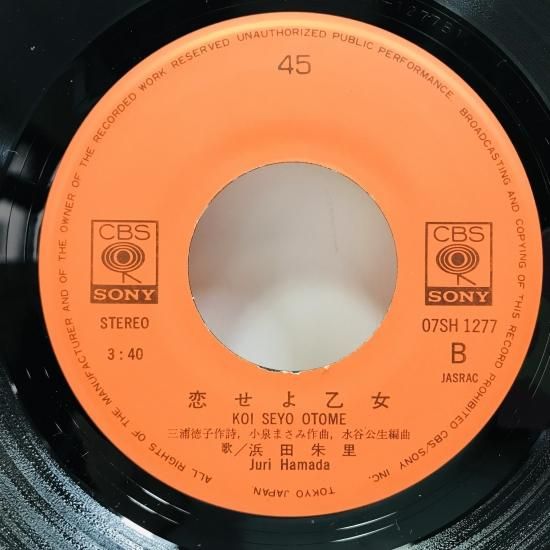 ALL RIGHTS OF THE MANUFACTURER AND OF THE OWNER OF THE RECORDED WORK RESERVED UNAUTHORIZED PUBLIC PERFORMANCE, BROADCASTING AND COPYING OF THIS RECORD PROHIBITED CBS/SONY INC. TOKYO JAPAN
45
CBS
SONY
CBS
SONY
STEREO
07SH 1277
3:40
B
JASRAC
恋せよ乙女
KOI SEYO OTOME
三浦徳子作詩, 小泉まさみ作曲, 水谷公生編曲
歌/浜田朱里
Juri Hamada